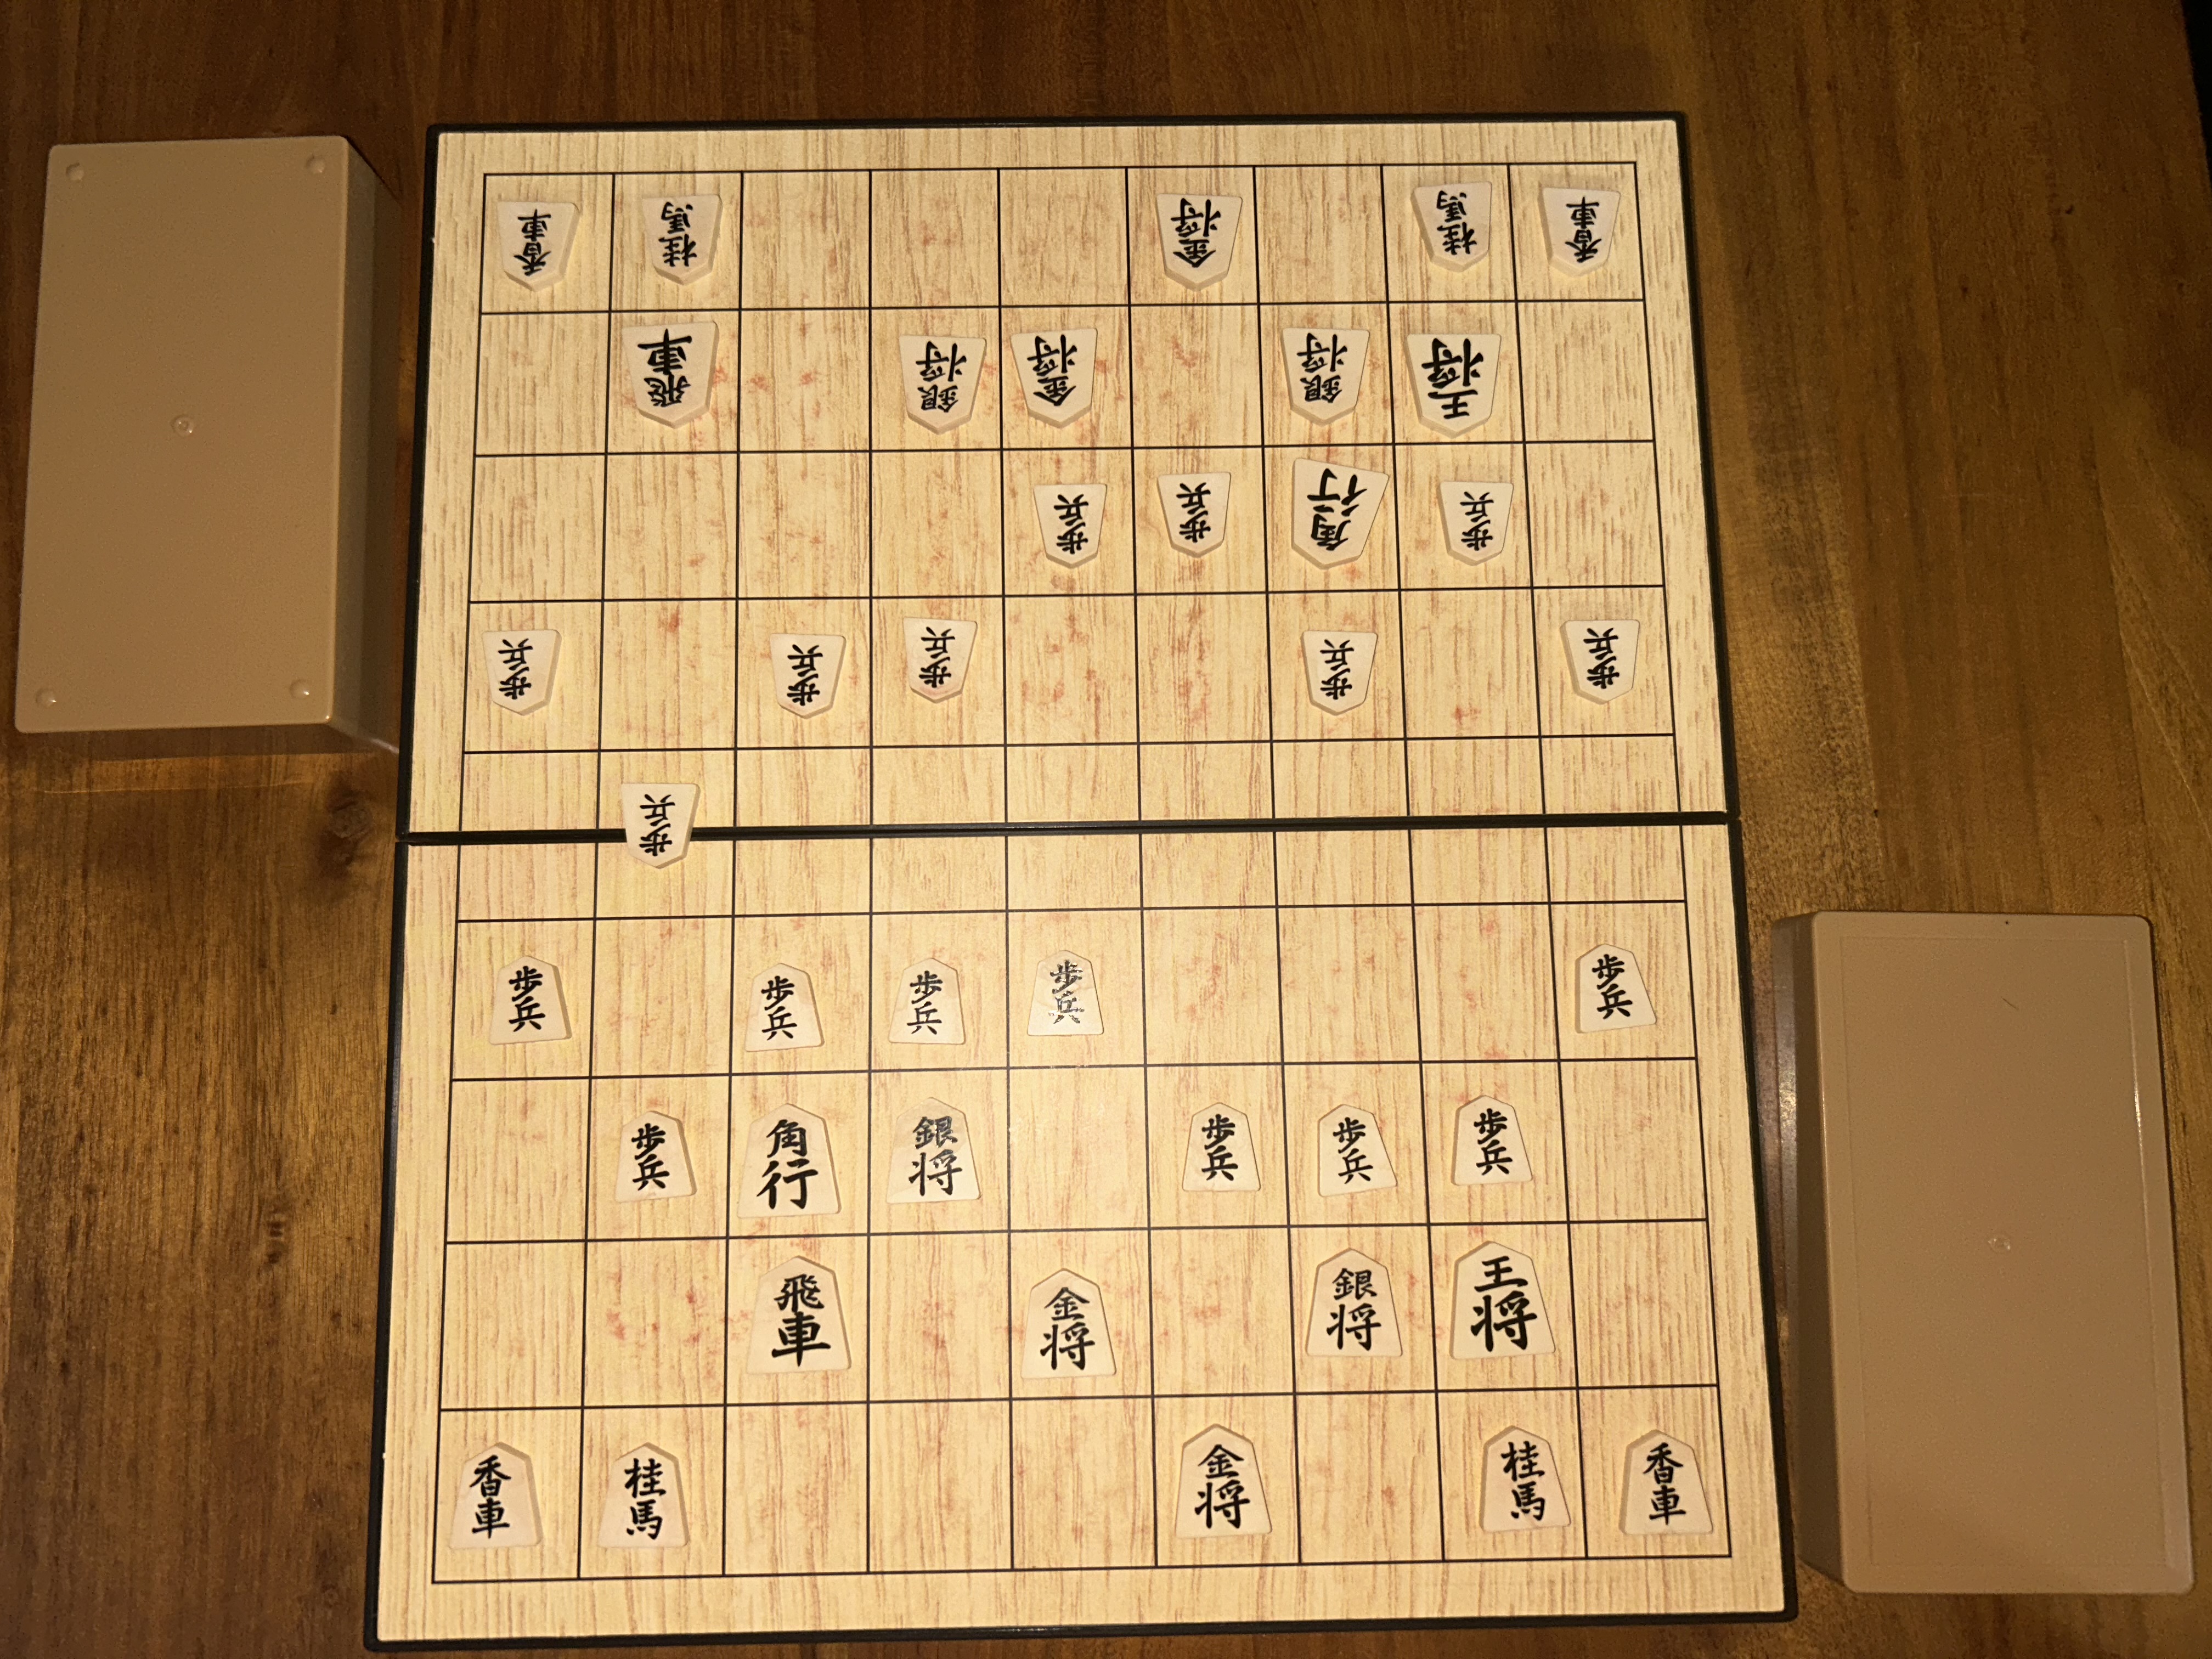 香車 桂馬 金将 桂馬 香車
飛車 銀将 金将 銀将 王将
歩兵 歩兵 角行 歩兵
歩兵 歩兵 歩兵 歩兵 歩兵
歩兵
歩兵 歩兵 歩兵 歩兵 歩兵
歩兵 角行 銀将 歩兵 歩兵 歩兵
飛車 金将 銀将 王将
香車 桂馬 金将 桂馬 香車